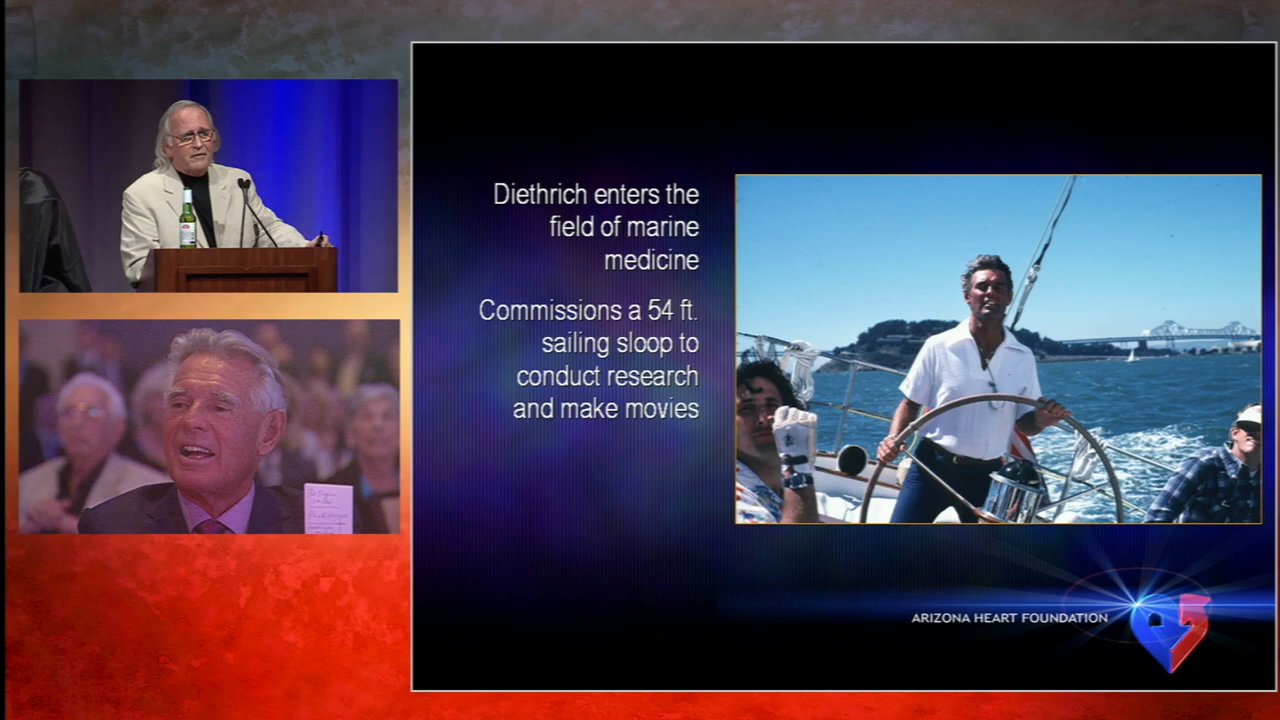 Diethrich enters the
field of marine
medicine
Commissions a 54 ft.
sailing sloop to
conduct research
and make movies
ARIZONA HEART FOUNDATION